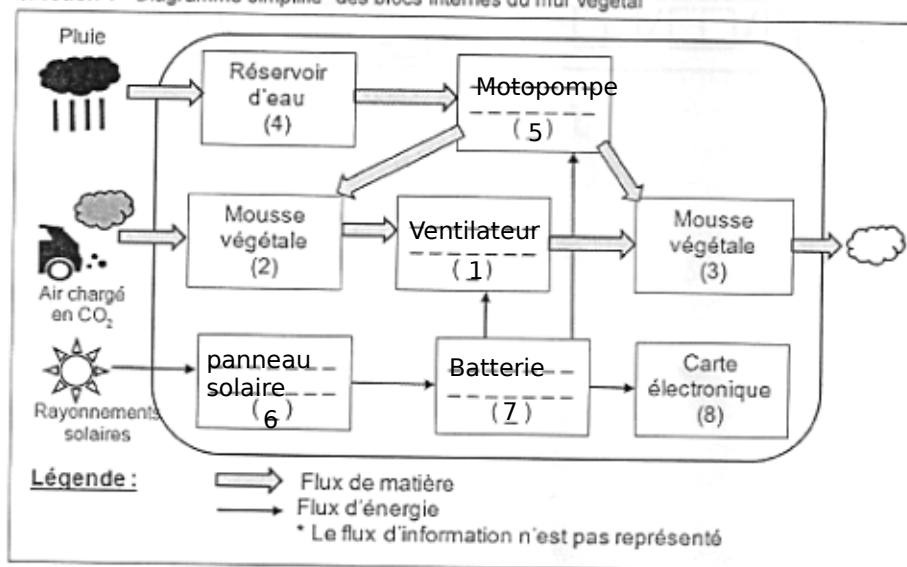 Pluie
Réservoir
d'eau
(4)
Motopompe
(5)
Mousse
végétale
(2)
Ventilateur
(1)
Mousse
végétale
(3)
Air chargé
en CO₂
panneau
solaire
(6)
Batterie
(7)
Carte
électronique
(8)
Rayonnements
solaires
Légende :
Flux de matière
Flux d'énergie
* Le flux d'information n'est pas représenté